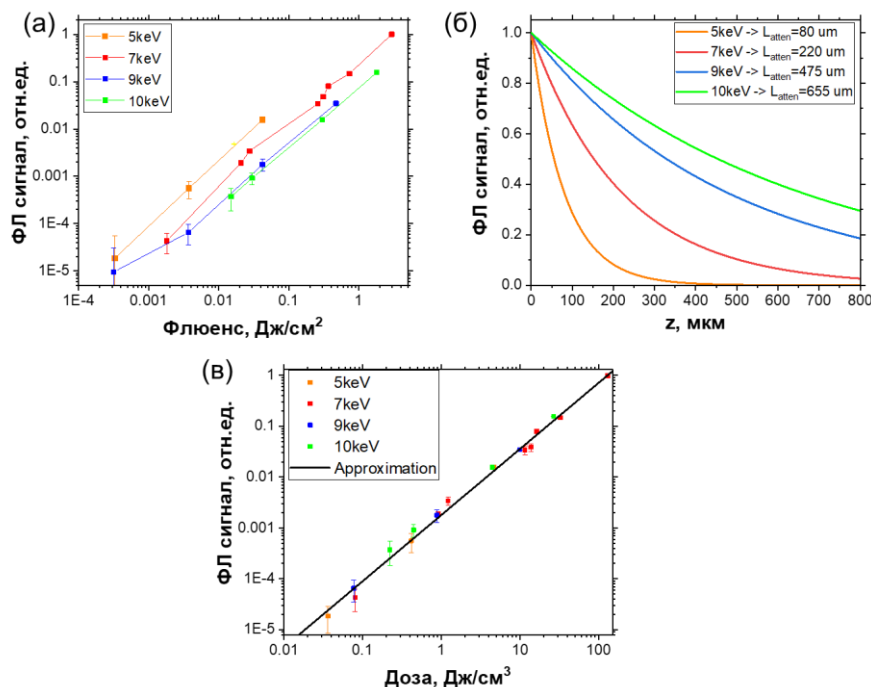 (а)
5keV
7keV
9keV
10keV
ФЛ сигнал, отн.ед.
1
0.1
0.01
0.001
1E-4
1E-5
1E-4 0.001 0.01 0.1 1
Флюенс, Дж/см²
(б)
5keV -> L_atten=80 um
7keV -> L_atten=220 um
9keV -> L_atten=475 um
10keV -> L_atten=655 um
ФЛ сигнал, отн.ед.
1.0
0.8
0.6
0.4
0.2
0.0
0 100 200 300 400 500 600 700 800
z, мкм
(в)
5keV
7keV
9keV
10keV
Approximation
ФЛ сигнал, отн.ед.
1
0.1
0.01
0.001
1E-4
1E-5
0.01 0.1 1 10 100
Доза, Дж/см³